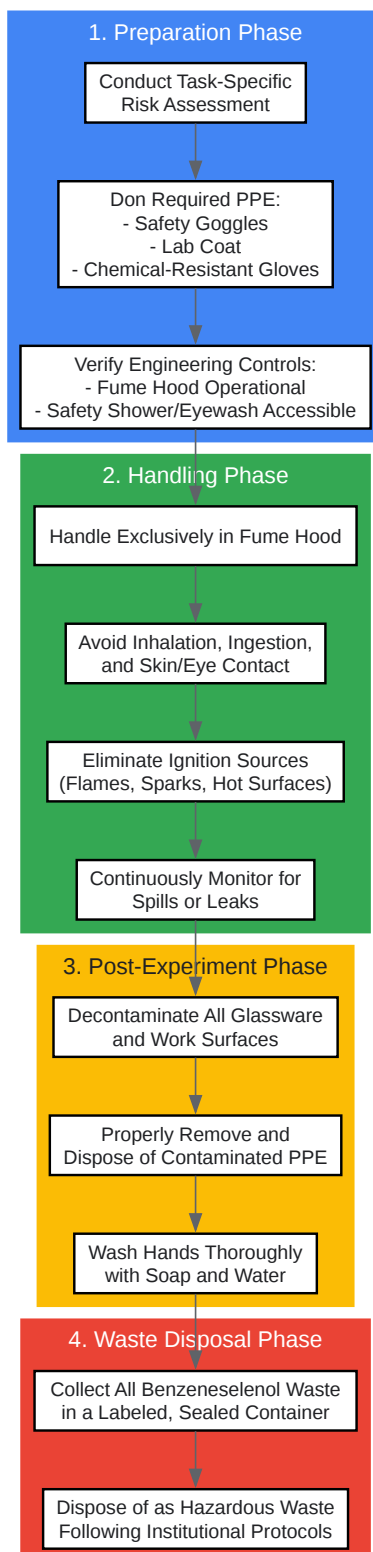 1. Preparation Phase
Conduct Task-Specific
Risk Assessment
Don Required PPE:
- Safety Goggles
- Lab Coat
- Chemical-Resistant Gloves
Verify Engineering Controls:
- Fume Hood Operational
- Safety Shower/Eyewash Accessible
2. Handling Phase
Handle Exclusively in Fume Hood
Avoid Inhalation, Ingestion,
and Skin/Eye Contact
Eliminate Ignition Sources
(Flames, Sparks, Hot Surfaces)
Continuously Monitor for
Spills or Leaks
3. Post-Experiment Phase
Decontaminate All Glassware
and Work Surfaces
Properly Remove and
Dispose of Contaminated PPE
Wash Hands Thoroughly
with Soap and Water
4. Waste Disposal Phase
Collect All Benzeneselenol Waste
in a Labeled, Sealed Container
Dispose of as Hazardous Waste
Following Institutional Protocols